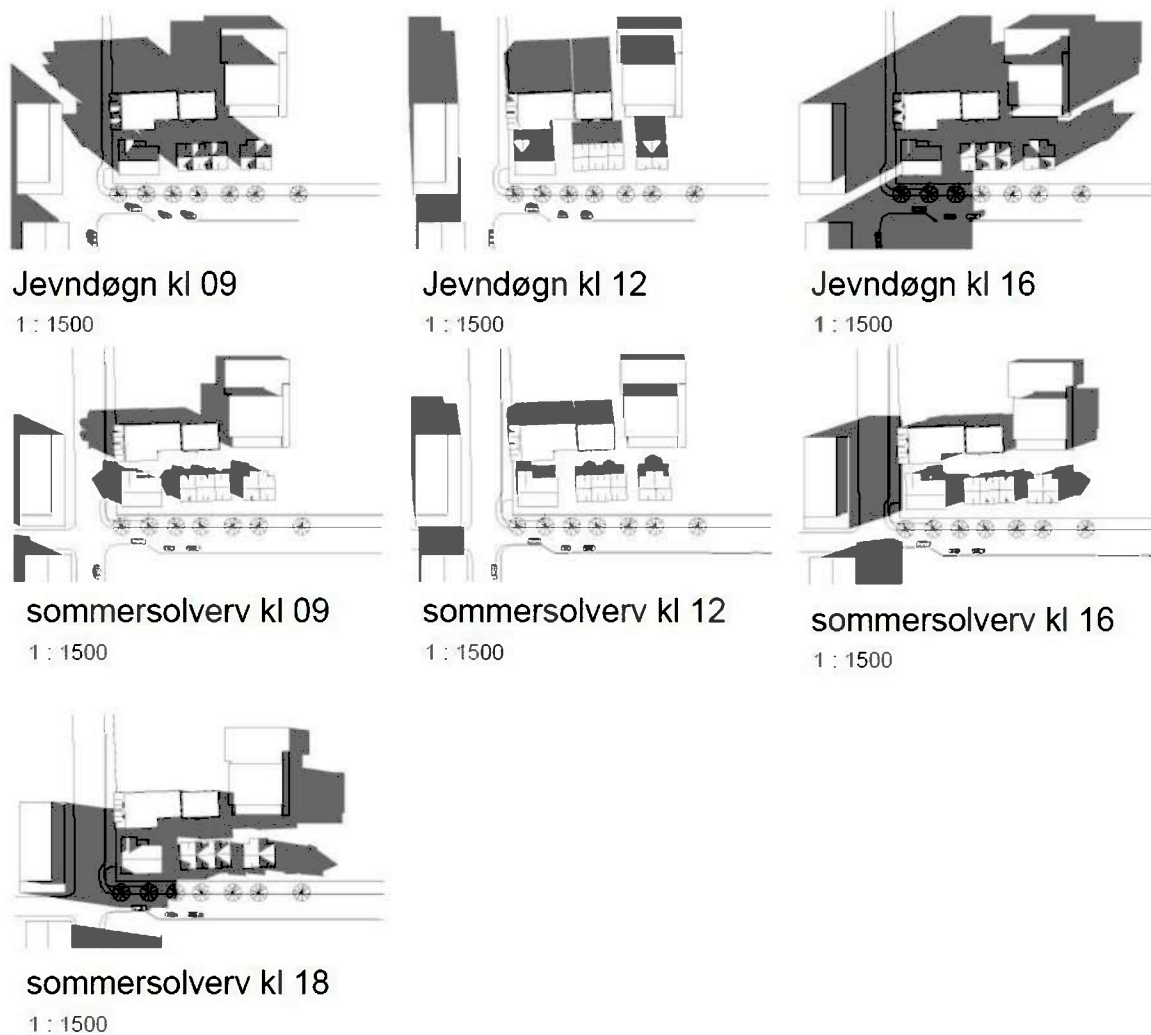 Jevndøgn kl 09
1 : 1500
Jevndøgn kl 12
1 : 1500
Jevndøgn kl 16
1 : 1500
sommersolverv kl 09
1 : 1500
sommersolverv kl 12
1 : 1500
sommersolverv kl 16
1 : 1500
sommersolverv kl 18
1 : 1500